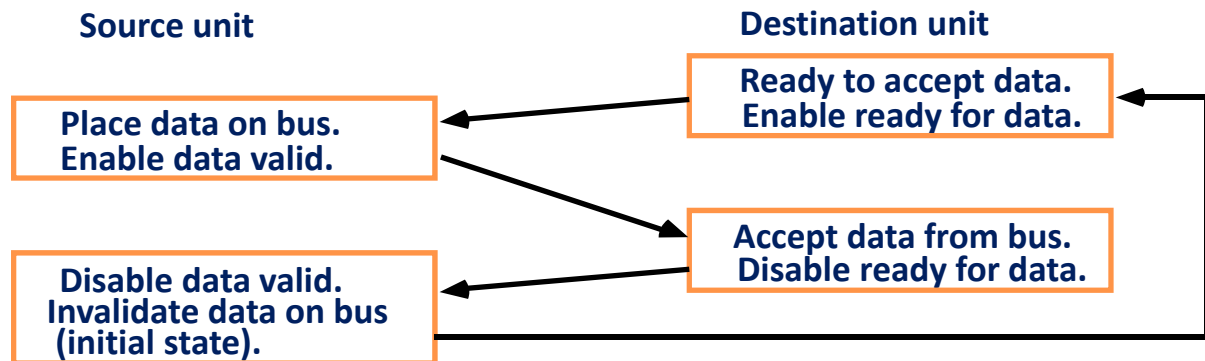 Source unit
Destination unit
Ready to accept data.
Enable ready for data.
Place data on bus.
Enable data valid.
Accept data from bus.
Disable ready for data.
Disable data valid.
Invalidate data on bus
(initial state).